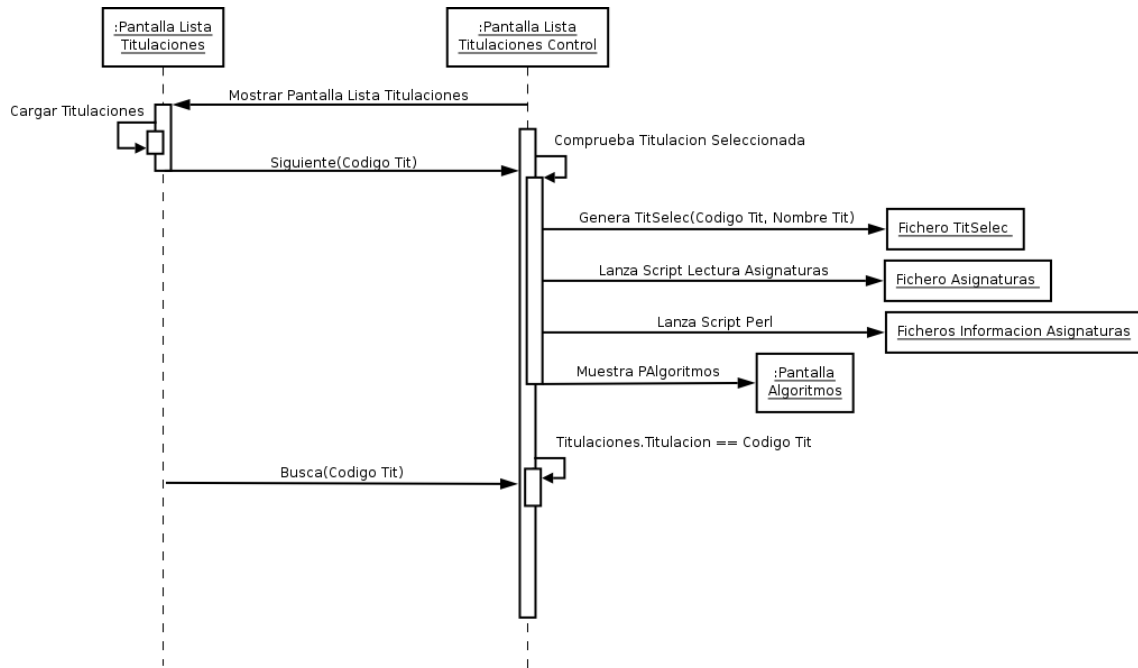 :Pantalla Lista
Titulaciones
:Pantalla Lista
Titulaciones Control
Mostrar Pantalla Lista Titulaciones
Cargar Titulaciones
Comprueba Titulacion Seleccionada
Siguiente(Codigo Tit)
Genera TitSelec(Codigo Tit, Nombre Tit)
Fichero TitSelec
Lanza Script Lectura Asignaturas
Fichero Asignaturas
Lanza Script Perl
Ficheros Informacion Asignaturas
Muestra PAlgoritmos
:Pantalla
Algoritmos
Titulaciones.Titulacion == Codigo Tit
Busca(Codigo Tit)